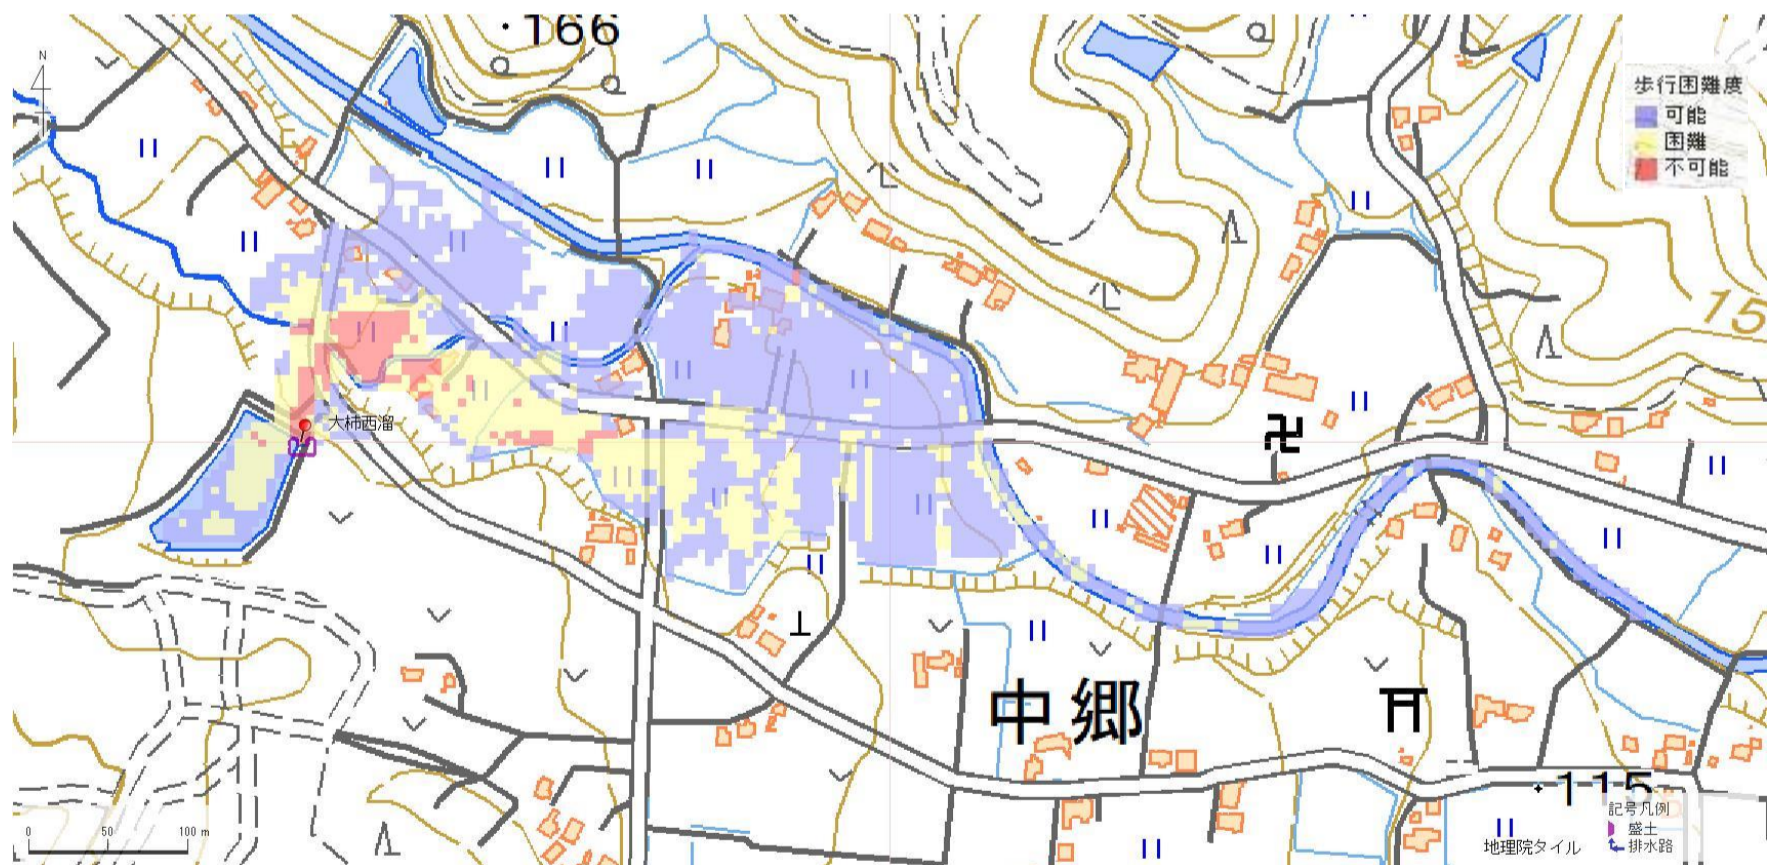 ・166
N
歩行困難度
可能
困難
不可能
15
大柿西溜
中郷
・115
0 50 100 m
記号凡例
盛土
排水路
地理院タイル